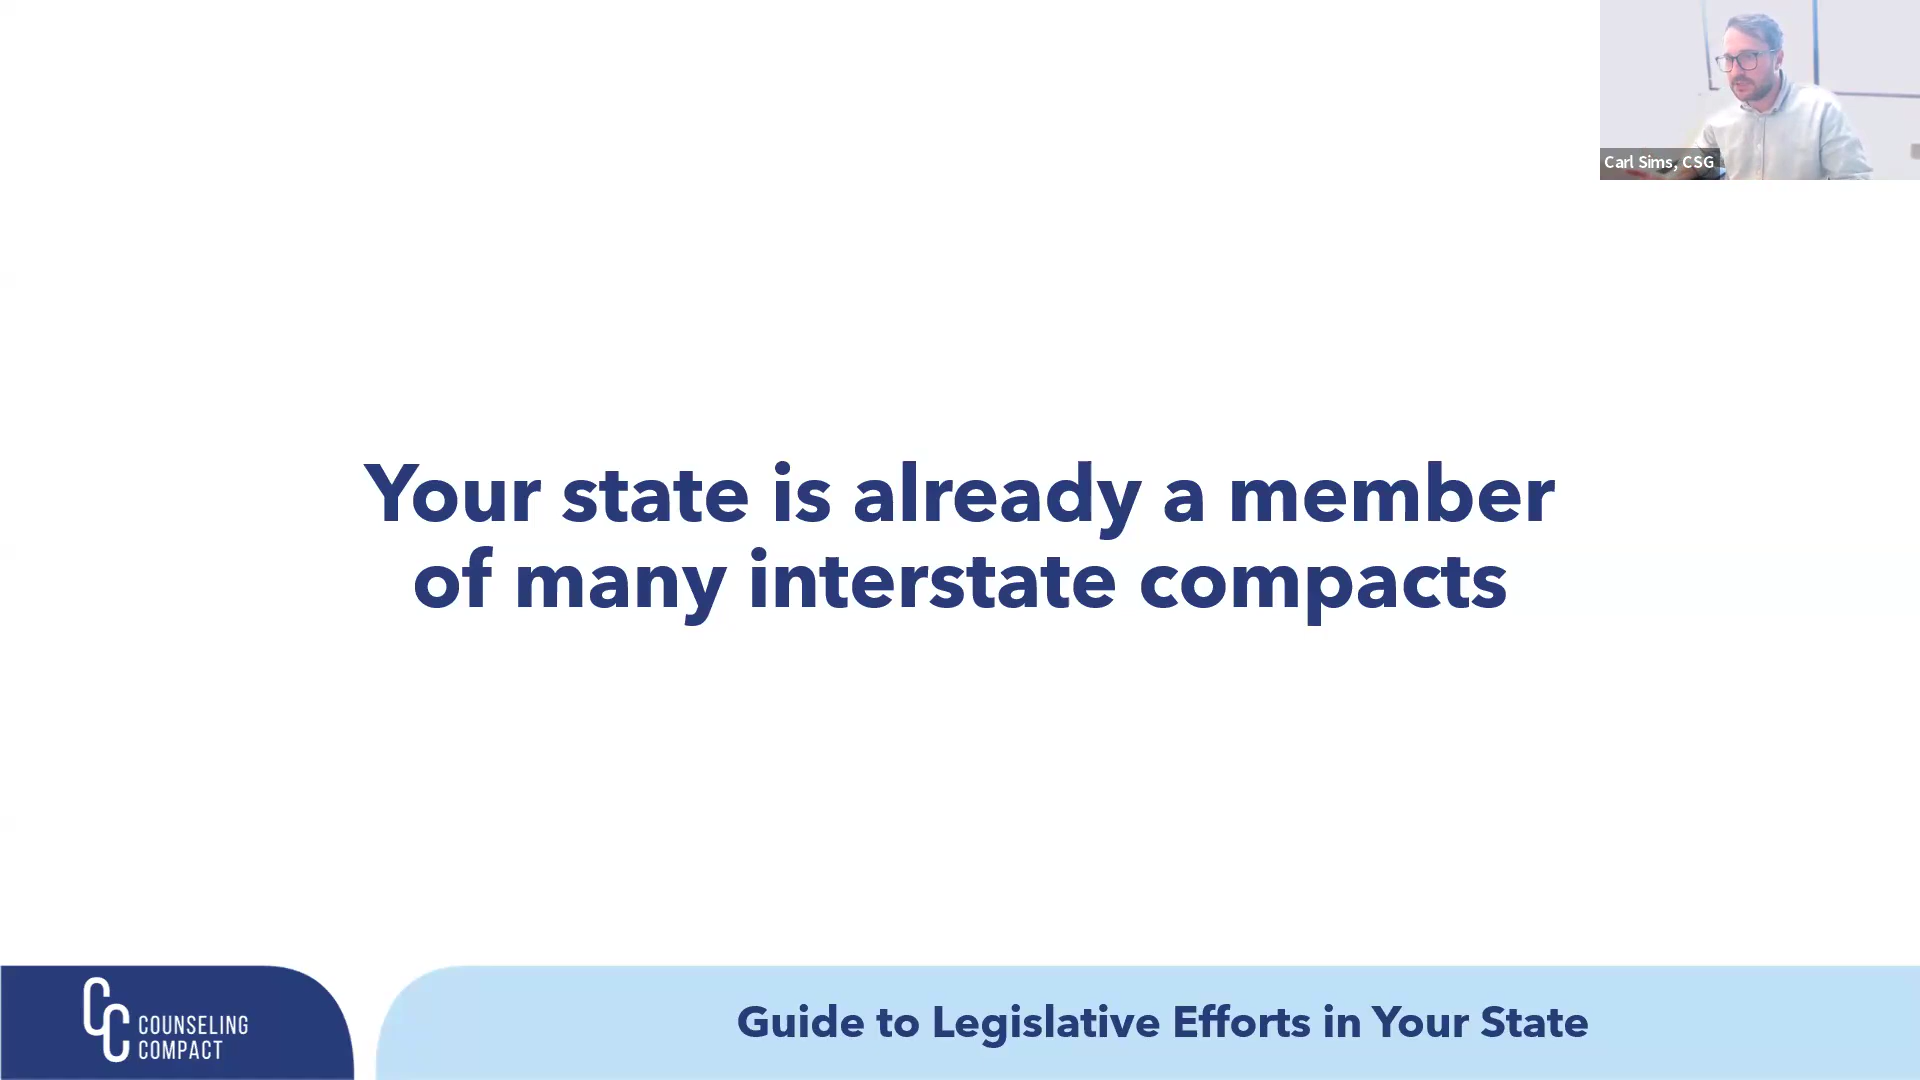 Carl Sims, CSG
Your state is already a member
of many interstate compacts
CC COUNSELING
COMPACT
Guide to Legislative Efforts in Your State